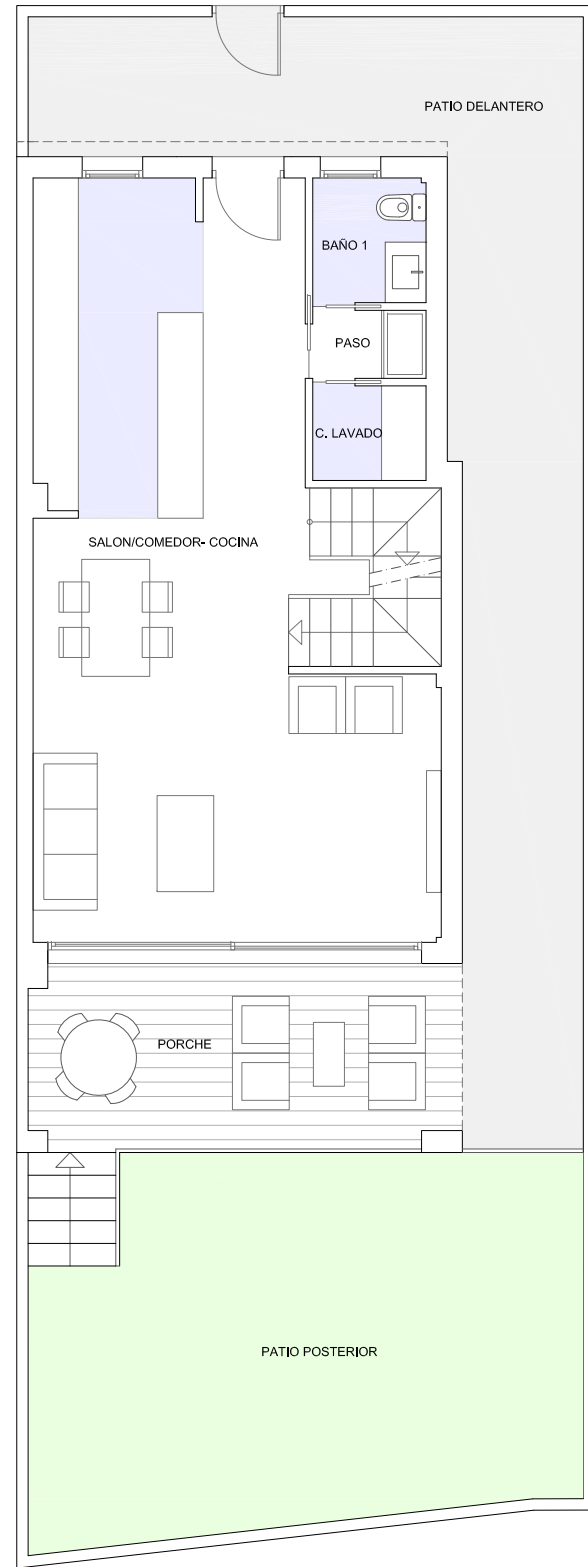 PATIO DELANTERO
BAÑO 1
PASO
C. LAVADO
SALON/COMEDOR- COCINA
PORCHE
PATIO POSTERIOR